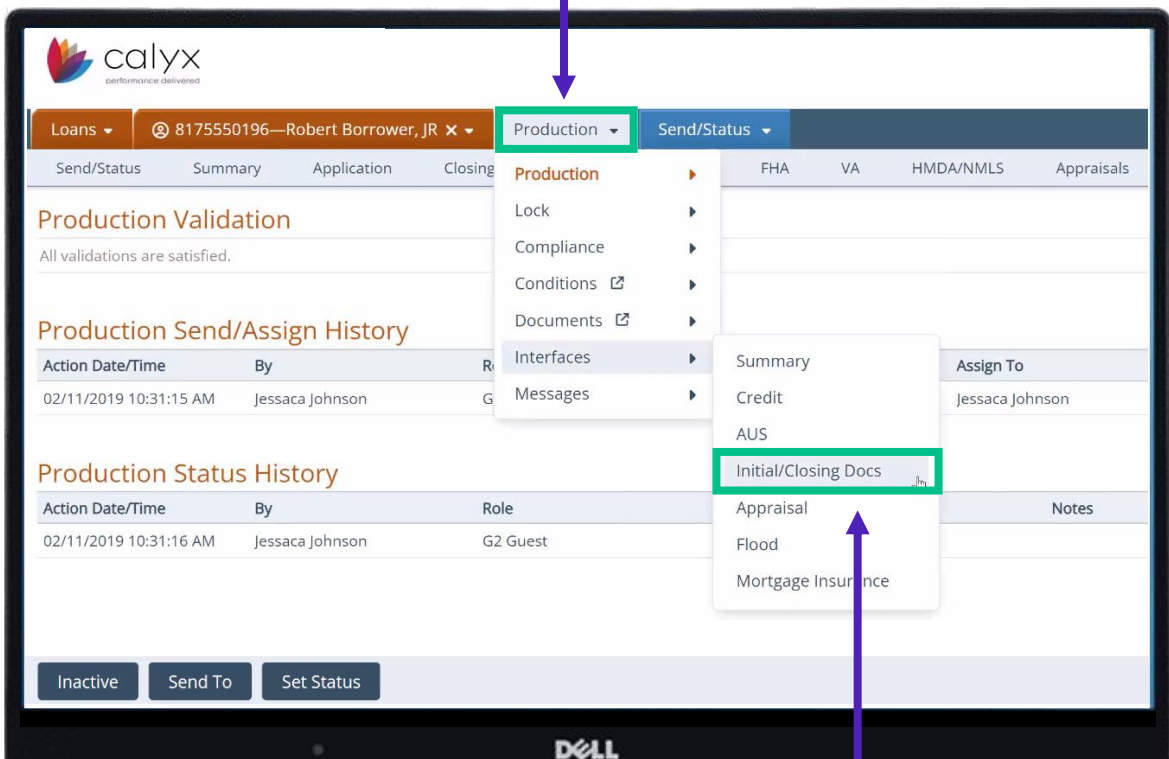 calyx
performance delivered
Loans
8175550196—Robert Borrower, JR
Production
Send/Status
Send/Status Summary Application Closing FHA VA HMDA/NMLS Appraisals
Production
Lock
Compliance
Conditions
Documents
Interfaces
Messages
Summary
Credit
AUS
Initial/Closing Docs
Appraisal
Flood
Mortgage Insurance
Production Validation
All validations are satisfied.
Production Send/Assign History
Action Date/Time By Assign To
02/11/2019 10:31:15 AM Jessaca Johnson G Jessaca Johnson
Production Status History
Action Date/Time By Role Notes
02/11/2019 10:31:16 AM Jessaca Johnson G2 Guest
Inactive Send To Set Status
DELL